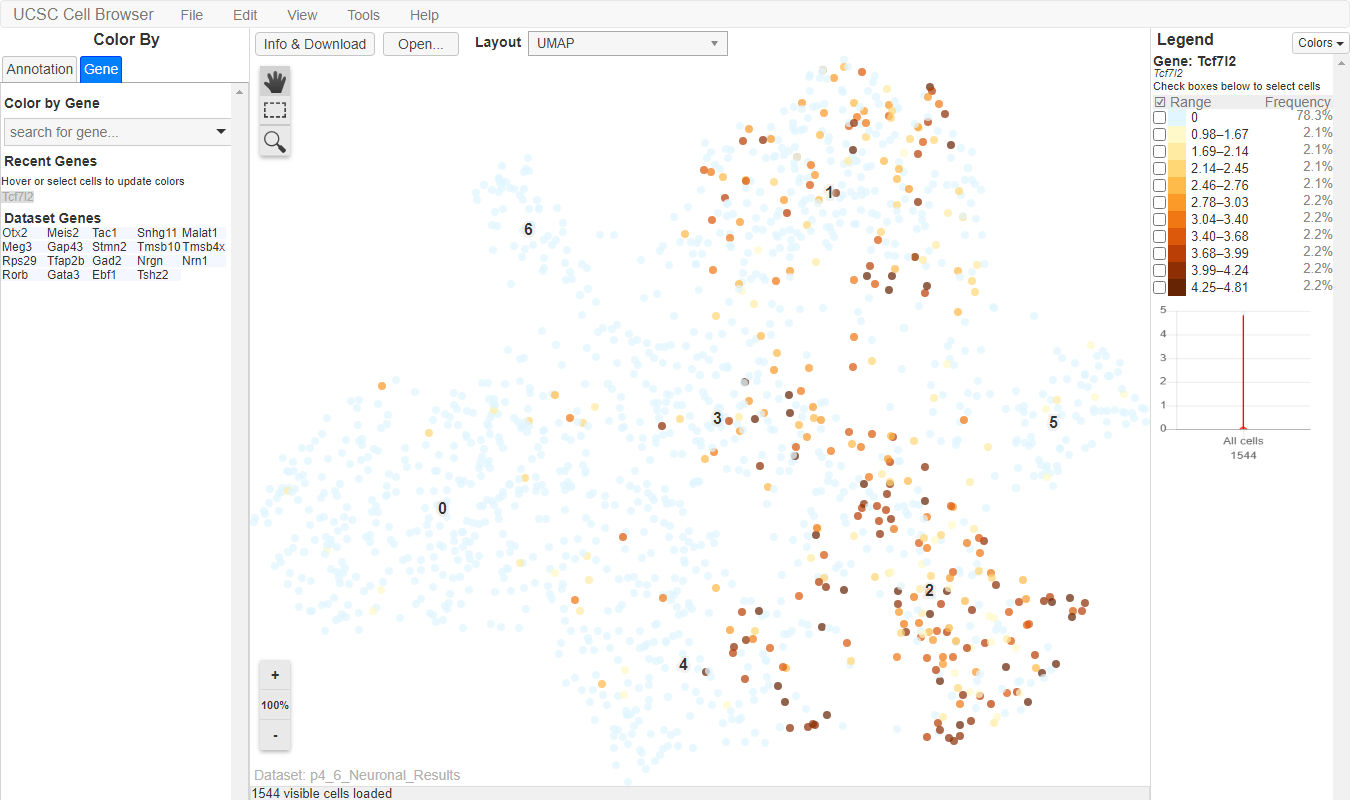 UCSC Cell Browser File Edit View Tools Help
Color By
Annotation Gene
Color by Gene
search for gene...
Recent Genes
Hover or select cells to update colors
Tcf7l2
Dataset Genes
Otx2 Meis2 Tac1 Snhg11 Malat1
Meg3 Gap43 Stmn2 Tmsb10 Tmsb4x
Rps29 Tfap2b Gad2 Nrgn Nrn1
Rorb Gata3 Ebf1 Tshz2
Info & Download Open... Layout UMAP
1
6
3
5
0
2
4
+
100%
-
Dataset: p4_6_Neuronal_Results
1544 visible cells loaded
Legend Colors
Gene: Tcf7l2
Tcf7l2
Check boxes below to select cells
Range Frequency
0 78.3%
0.98–1.67 2.1%
1.69–2.14 2.1%
2.14–2.45 2.1%
2.46–2.76 2.1%
2.78–3.03 2.2%
3.04–3.40 2.2%
3.40–3.68 2.2%
3.68–3.99 2.2%
3.99–4.24 2.2%
4.25–4.81 2.2%
5
4
3
2
1
0
All cells
1544